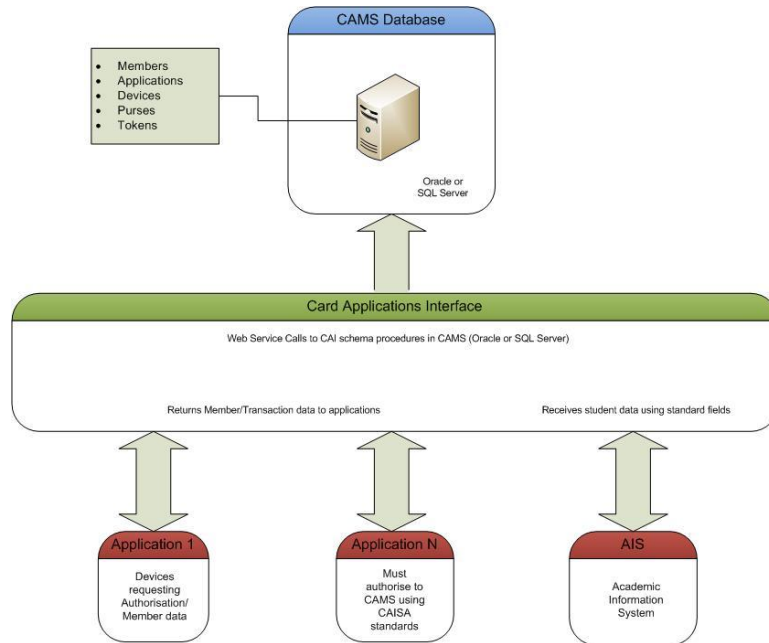 CAMS Database
Members
Applications
Devices
Purses
Tokens
Oracle or
SQL Server
Card Applications Interface
Web Service Calls to CAI schema procedures in CAMS (Oracle or SQL Server)
Returns Member/Transaction data to applications
Receives student data using standard fields
Application 1
Devices
requesting
Authorisation/
Member data
Application N
Must
authorise to
CAMS using
CAISA
standards
AIS
Academic
Information
System